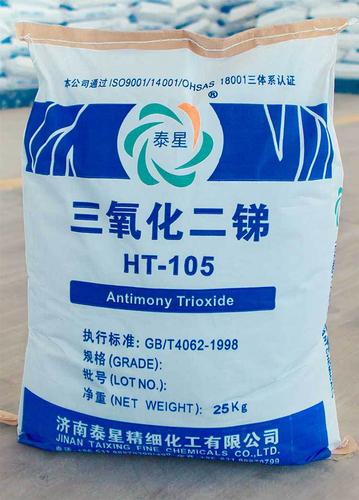 本公司通过ISO9001/14001/OHSAS 18001三体系认证
®
泰星
三氧化二锑
HT-105
Antimony Trioxide
执行标准: GB/T4062-1998
规格(GRADE):
批号(LOT NO.):
净重(NET WEIGHT): 25Kg
济南泰星精细化工有限公司
JINAN TAIXING FINE CHEMICALS CO.,LTD.